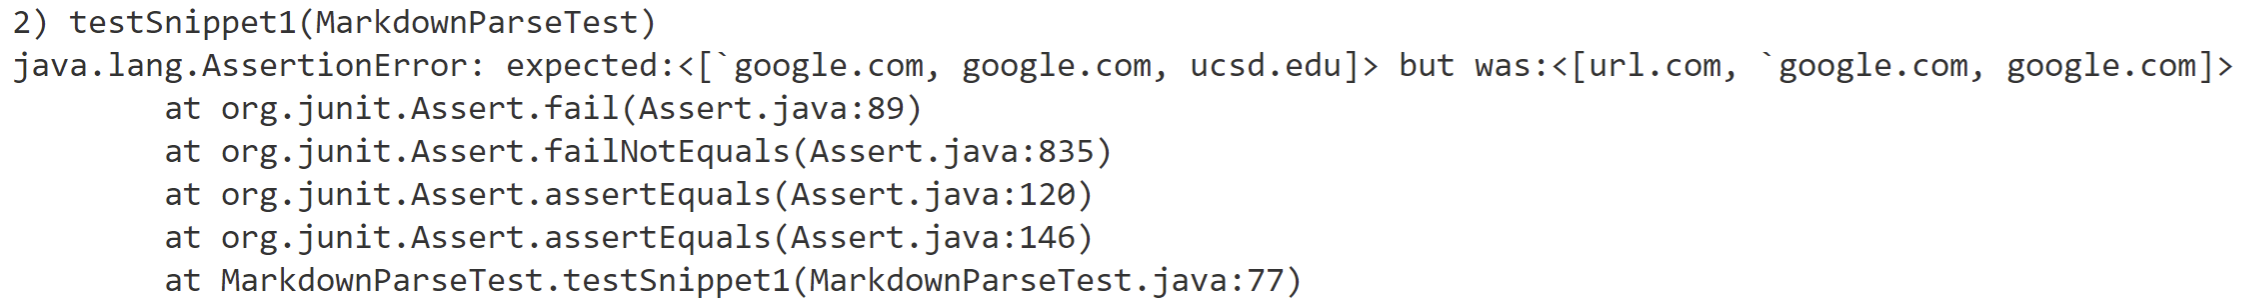 2) testSnippet1(MarkdownParseTest)
java.lang.AssertionError: expected:<[`google.com, google.com, ucsd.edu]> but was:<[url.com, `google.com, google.com]>
at org.junit.Assert.fail(Assert.java:89)
at org.junit.Assert.failNotEquals(Assert.java:835)
at org.junit.Assert.assertEquals(Assert.java:120)
at org.junit.Assert.assertEquals(Assert.java:146)
at MarkdownParseTest.testSnippet1(MarkdownParseTest.java:77)